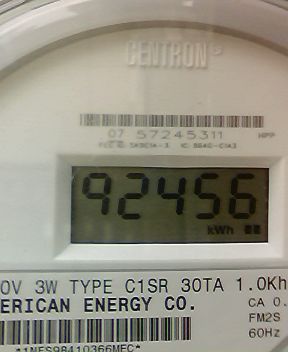 CENTRON
07 57245311
92456
kWh
0V 3W TYPE C1SR 30TA 1.0Kh
ERICAN ENERGY CO.
CA 0.
FM2S
60Hz